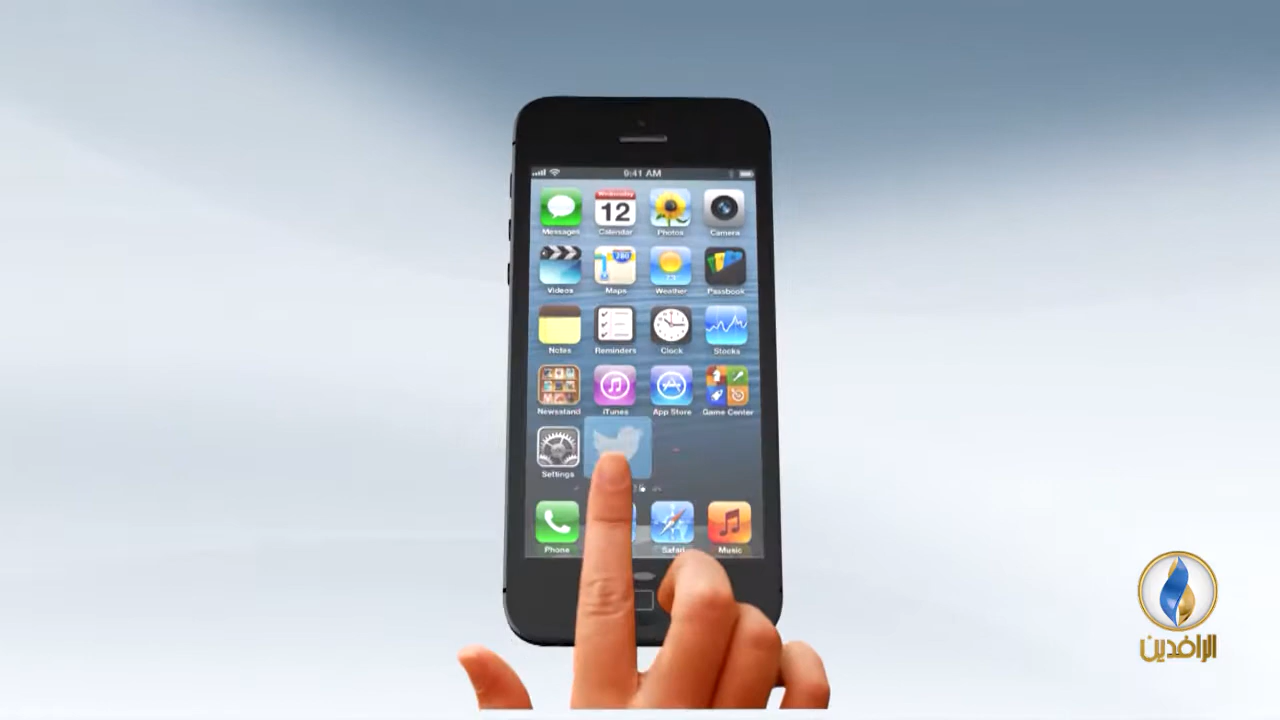 9:41 AM
Wednesday
12
Messages
Calendar
Photos
Camera
280
Videos
Maps
Weather
Passbook
Notes
Reminders
Clock
Stocks
Newsstand
iTunes
App Store
Game Center
Settings
Phone
Safari
Music
الرافدين